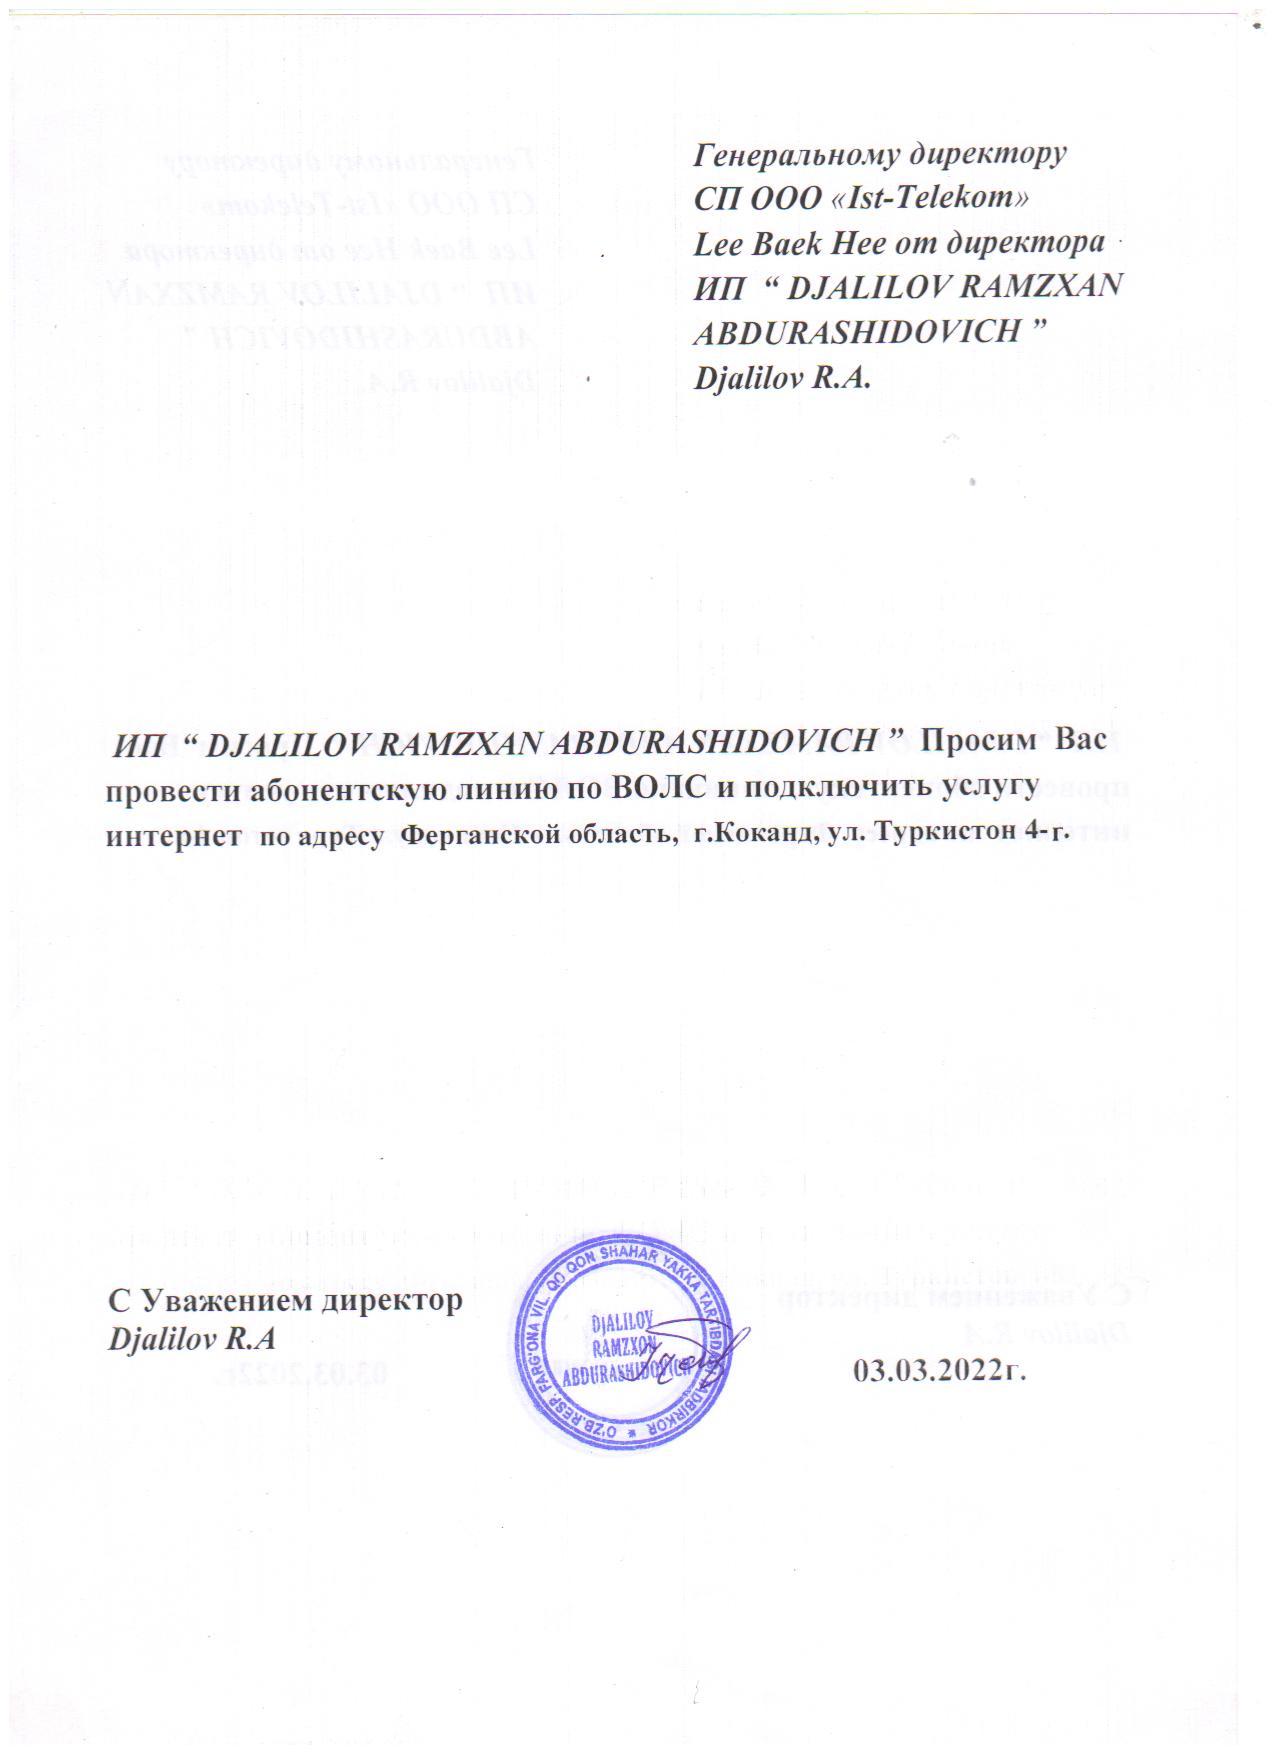 Генеральному директору
СП ООО «Ist-Telekom»
Lee Baek Hee от директора
ИП “ DJALILOV RAMZXAN
ABDURASHIDOVICH ”
Djalilov R.A.
ИП “ DJALILOV RAMZXAN ABDURASHIDOVICH ” Просим Вас
провести абонентскую линию по ВОЛС и подключить услугу
интернет по адресу Ферганской область, г.Коканд, ул. Туркистон 4-г.
С Уважением директор
Djalilov R.A
O'ZB.RESP. FARG'ONA VIL. QO'QON SHAHAR YAKKA TARTIBDAGI TADBIRKOR *
DjALILOV
RAMZXON
ABDURASHIDOVICH
03.03.2022г.